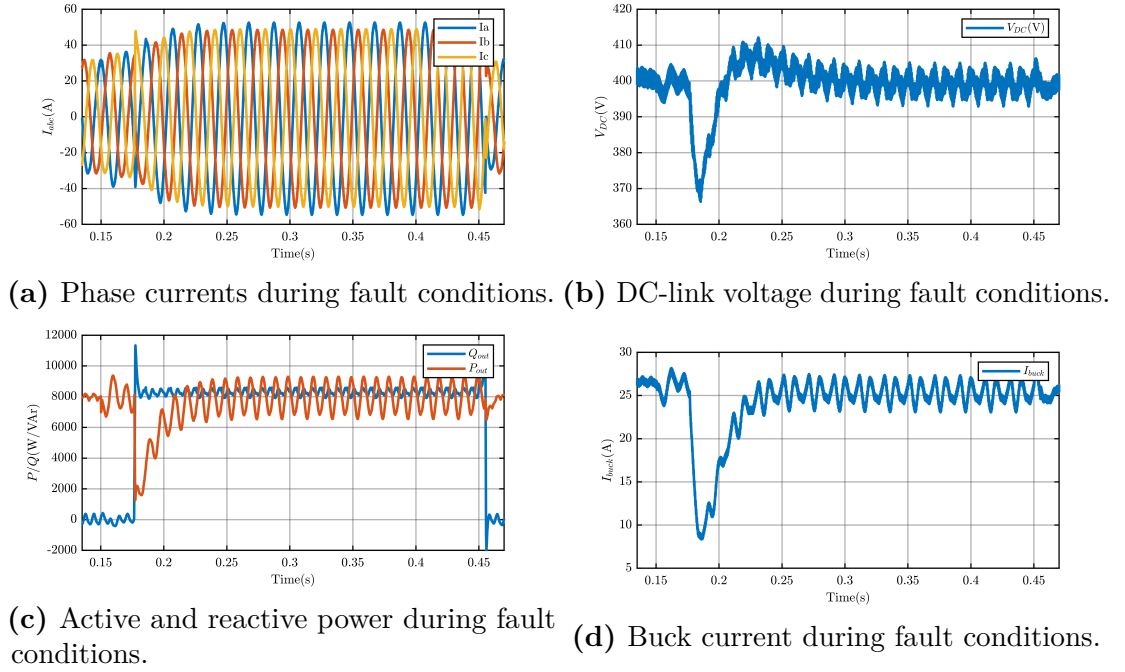 60
40
20
0
-20
-40
-60
I_abc(A)
Ia
Ib
Ic
0.15 0.2 0.25 0.3 0.35 0.4 0.45
Time(s)
420
410
400
390
380
370
360
V_DC(V)
V_DC(V)
0.15 0.2 0.25 0.3 0.35 0.4 0.45
Time(s)
(a) Phase currents during fault conditions.
(b) DC-link voltage during fault conditions.
12000
10000
8000
6000
4000
2000
0
-2000
P/Q(W/VAr)
Q_out
P_out
0.15 0.2 0.25 0.3 0.35 0.4 0.45
Time(s)
30
25
20
15
10
5
I_buck(A)
I_buck
0.15 0.2 0.25 0.3 0.35 0.4 0.45
Time(s)
(c) Active and reactive power during fault
conditions.
(d) Buck current during fault conditions.